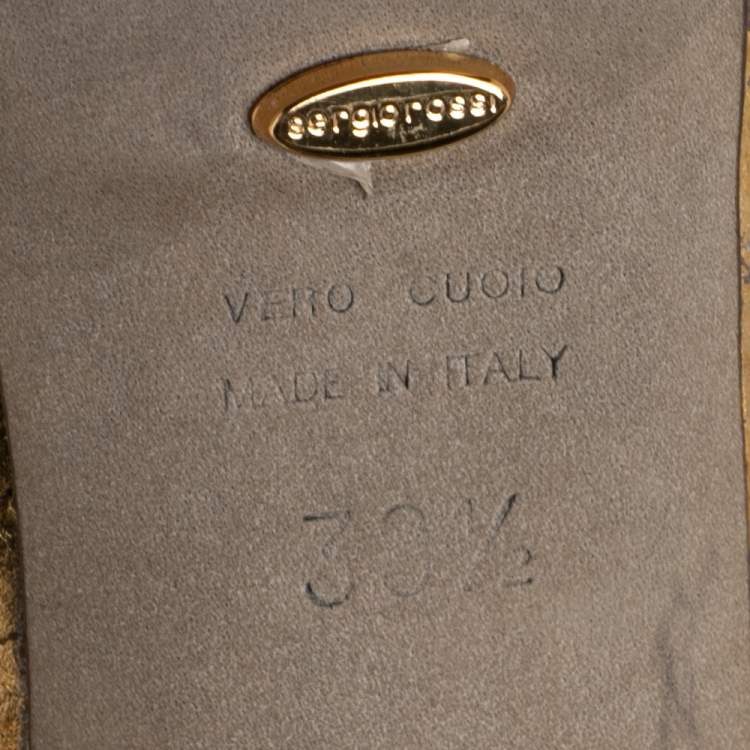 sergiorossi
VERO CUOIO
MADE IN ITALY
39½